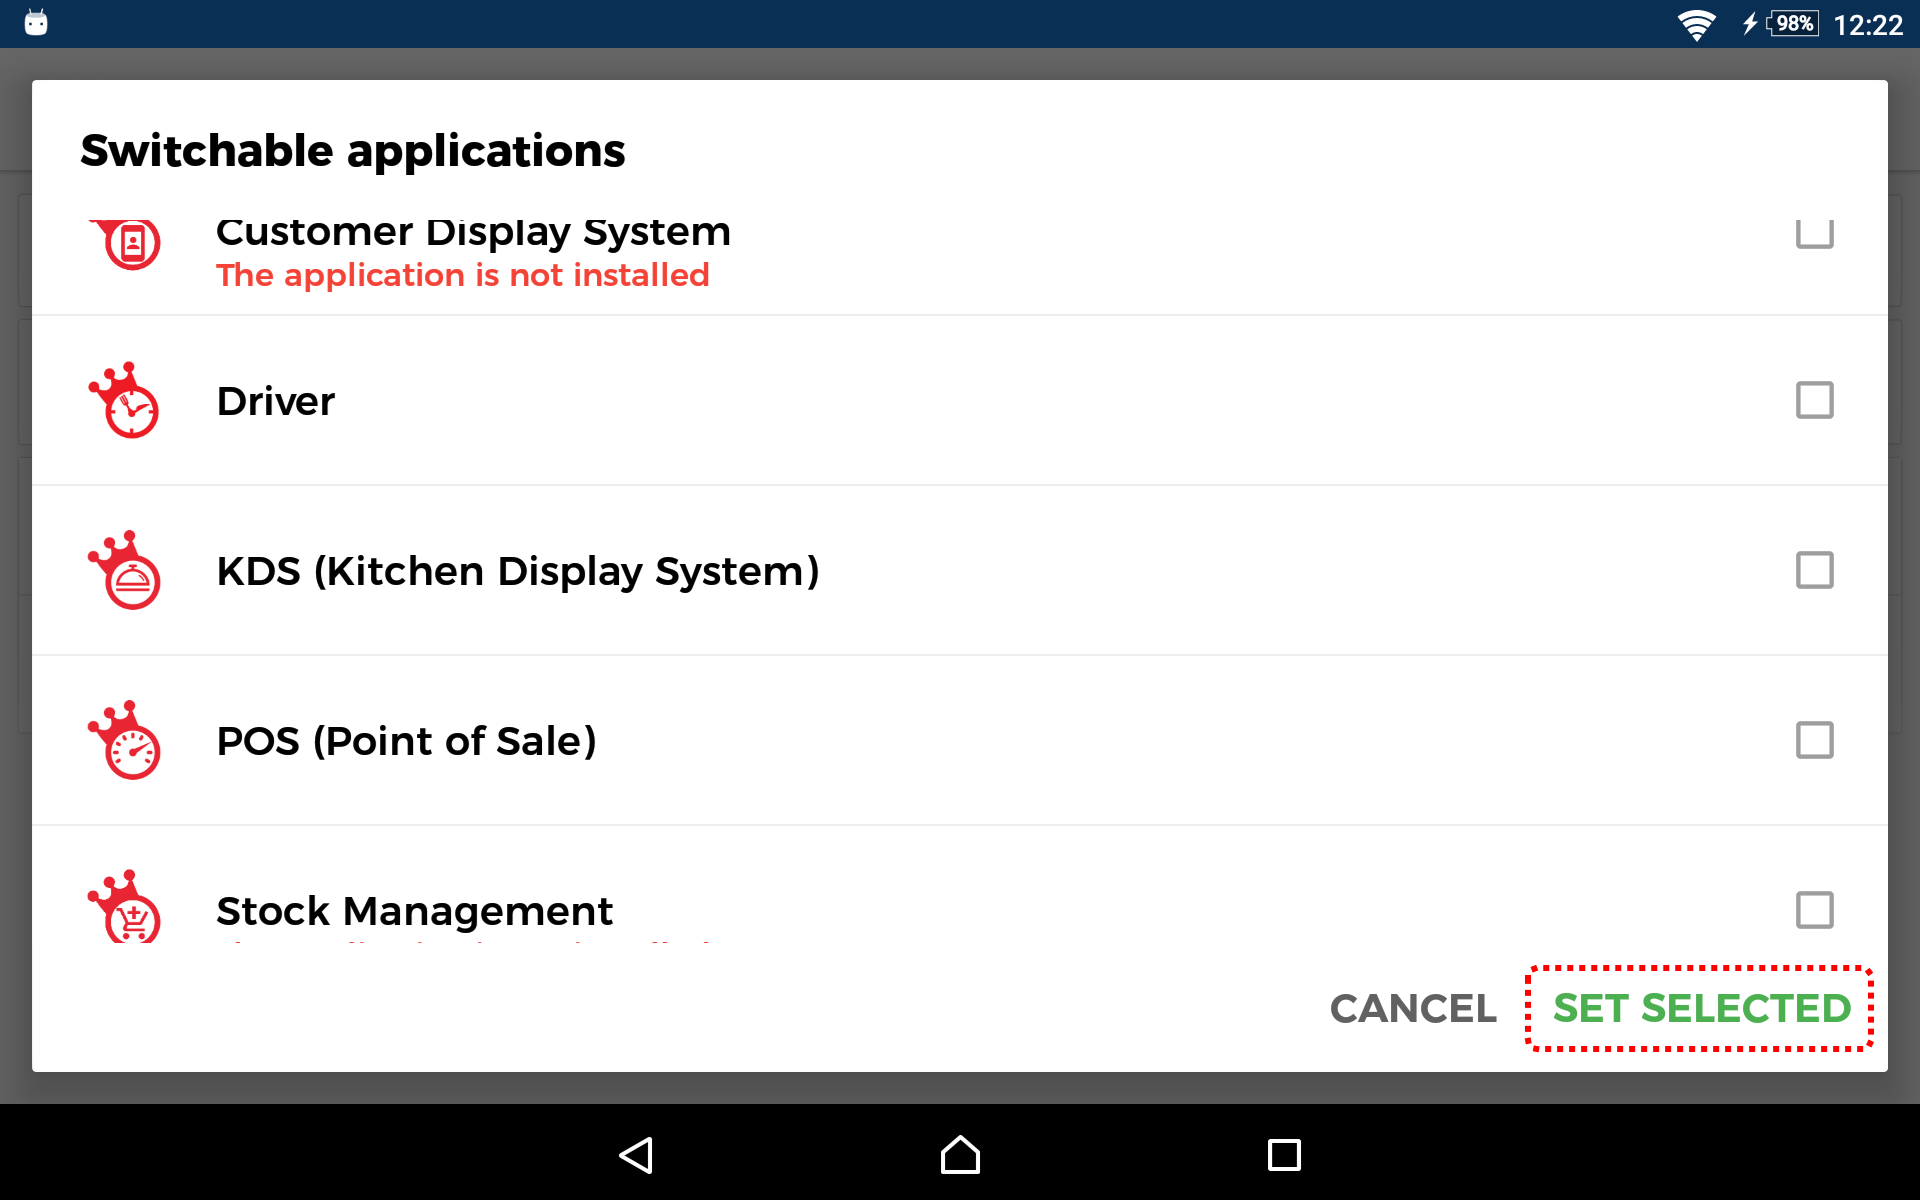 98% 12:22
Switchable applications
Customer Display System
The application is not installed
Driver
KDS (Kitchen Display System)
POS (Point of Sale)
Stock Management
CANCEL SET SELECTED